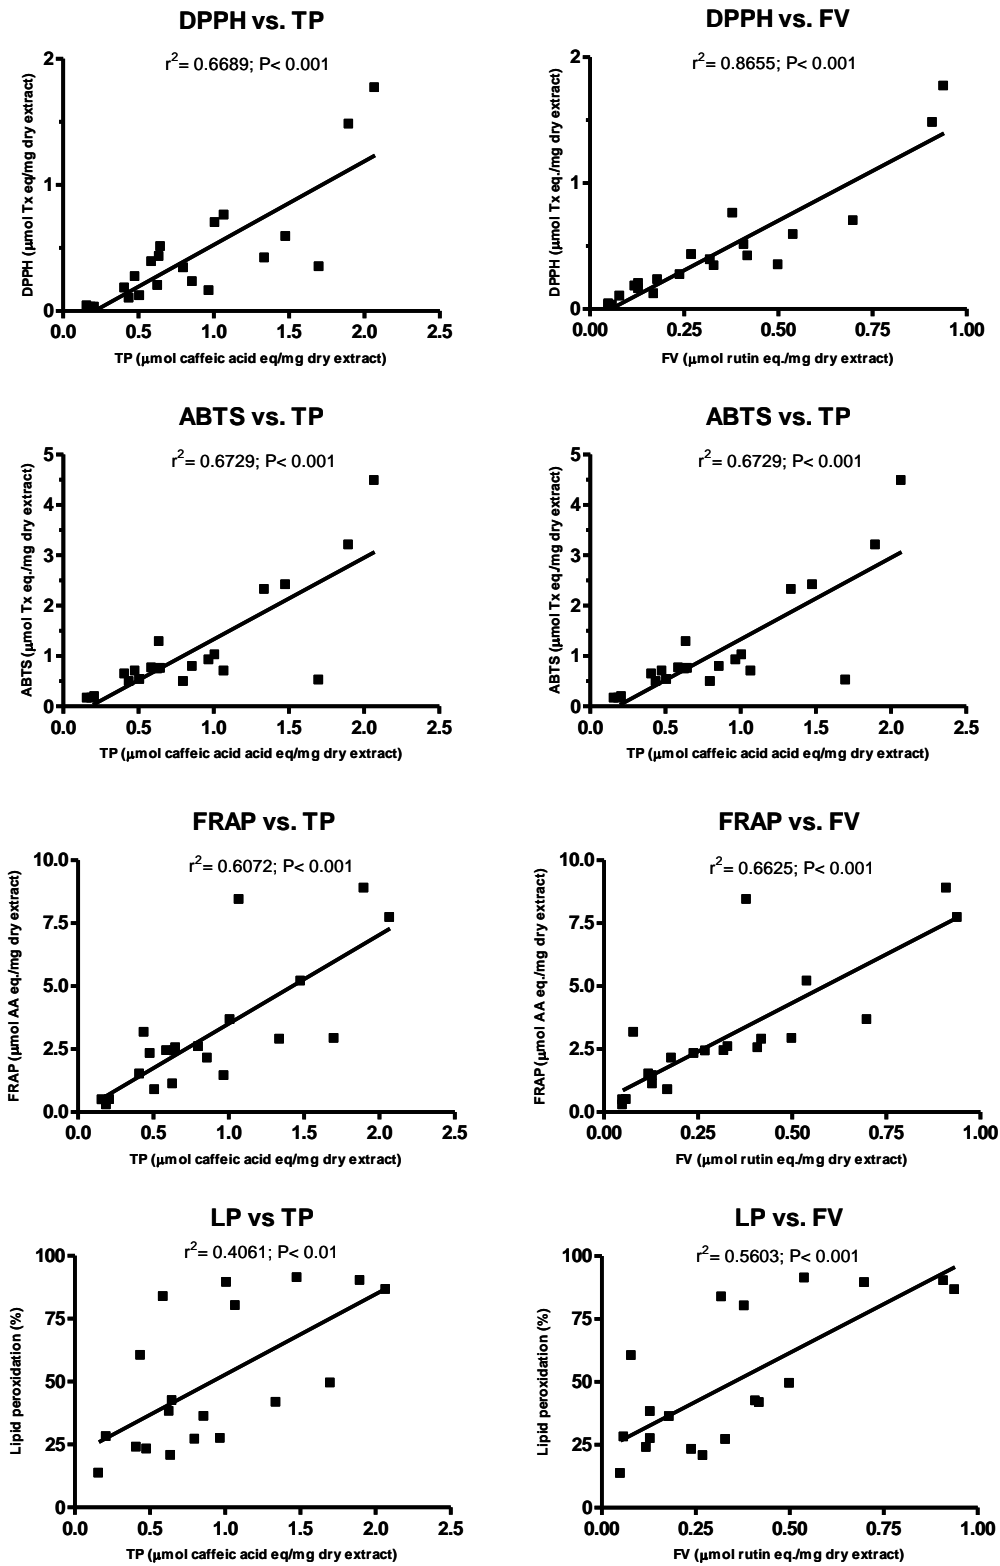 DPPH vs. TP
r2= 0.6689; P< 0.001
DPPH (μmol Tx eq/mg dry extract)
2
1
0
0.0 0.5 1.0 1.5 2.0 2.5
TP (μmol caffeic acid eq/mg dry extract)
DPPH vs. FV
r2= 0.8655; P< 0.001
DPPH (μmol Tx eq./mg dry extract)
2
1
0
0.00 0.25 0.50 0.75 1.00
FV (μmol rutin eq./mg dry extract)
ABTS vs. TP
r2= 0.6729; P< 0.001
ABTS (μmol Tx eq./mg dry extract)
5
4
3
2
1
0
0.0 0.5 1.0 1.5 2.0 2.5
TP (μmol caffeic acid acid eq/mg dry extract)
ABTS vs. TP
r2= 0.6729; P< 0.001
ABTS (μmol Tx eq./mg dry extract)
5
4
3
2
1
0
0.0 0.5 1.0 1.5 2.0 2.5
TP (μmol caffeic acid acid eq/mg dry extract)
FRAP vs. TP
r2= 0.6072; P< 0.001
FRAP (μmol AA eq./mg dry extract)
10.0
7.5
5.0
2.5
0.0
0.0 0.5 1.0 1.5 2.0 2.5
TP (μmol caffeic acid eq/mg dry extract)
FRAP vs. FV
r2= 0.6625; P< 0.001
FRAP (μmol AA eq./mg dry extract)
10.0
7.5
5.0
2.5
0.0
0.00 0.25 0.50 0.75 1.00
FV (μmol rutin eq./mg dry extract)
LP vs TP
r2= 0.4061; P< 0.01
Lipid peroxidation (%)
100
75
50
25
0
0.0 0.5 1.0 1.5 2.0 2.5
TP (μmol caffeic acid eq/mg dry extract)
LP vs. FV
r2= 0.5603; P< 0.001
Lipid peroxidation (%)
100
75
50
25
0
0.00 0.25 0.50 0.75 1.00
FV (μmol rutin eq./mg dry extract)